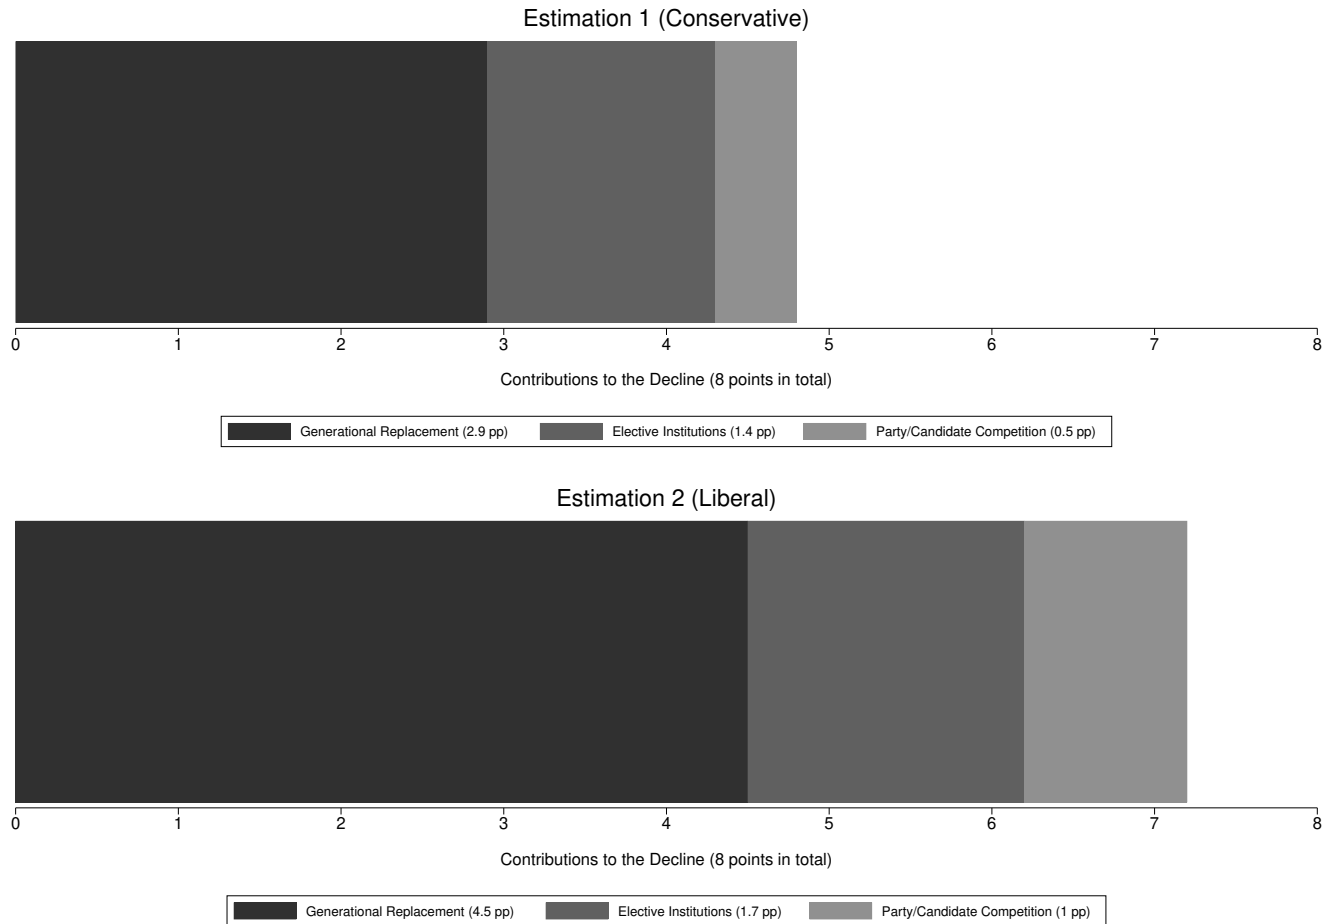 Estimation 1 (Conservative)
0 1 2 3 4 5 6 7 8
Contributions to the Decline (8 points in total)
Generational Replacement (2.9 pp) Elective Institutions (1.4 pp) Party/Candidate Competition (0.5 pp)
Estimation 2 (Liberal)
0 1 2 3 4 5 6 7 8
Contributions to the Decline (8 points in total)
Generational Replacement (4.5 pp) Elective Institutions (1.7 pp) Party/Candidate Competition (1 pp)